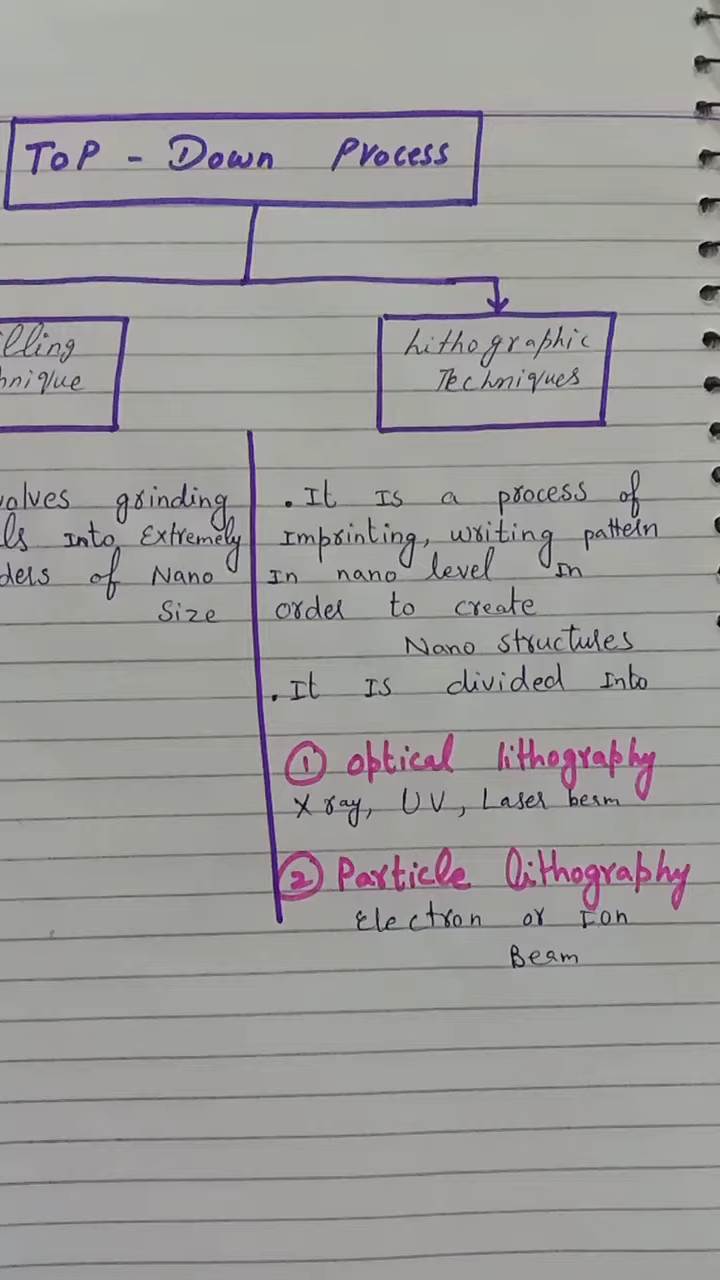 Top - Down Process
lling
hnique
Lithographic
Techniques
volves grinding
ls Into Extremely
ders of Nano
Size
. It Is a process of
Imprinting, writing pattern
In nano level In
order to create
Nano structures
. It Is divided Into
① optical lithography
X ray, UV, Laser beam
② Particle lithography
Electron or Ion
Beam